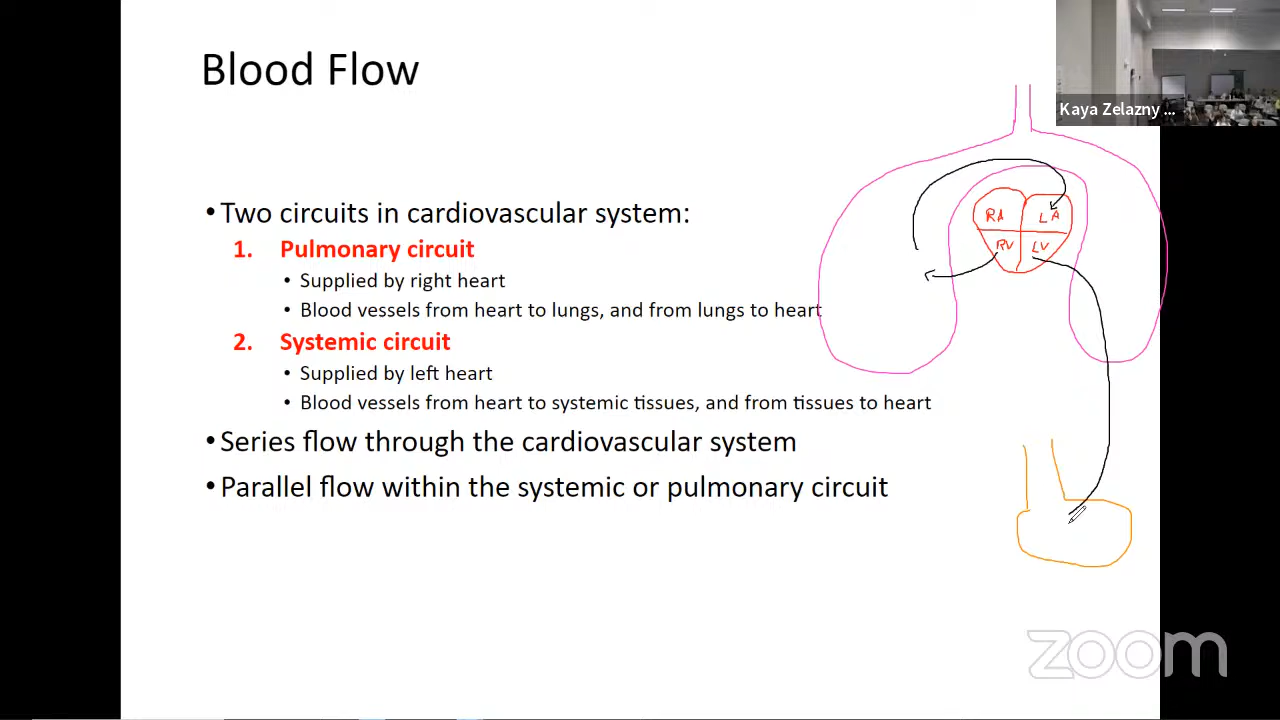 Blood Flow
Kaya Zelazny ...
• Two circuits in cardiovascular system:
1. Pulmonary circuit
• Supplied by right heart
• Blood vessels from heart to lungs, and from lungs to heart
2. Systemic circuit
• Supplied by left heart
• Blood vessels from heart to systemic tissues, and from tissues to heart
• Series flow through the cardiovascular system
• Parallel flow within the systemic or pulmonary circuit
RA LA
RV LV
zoom